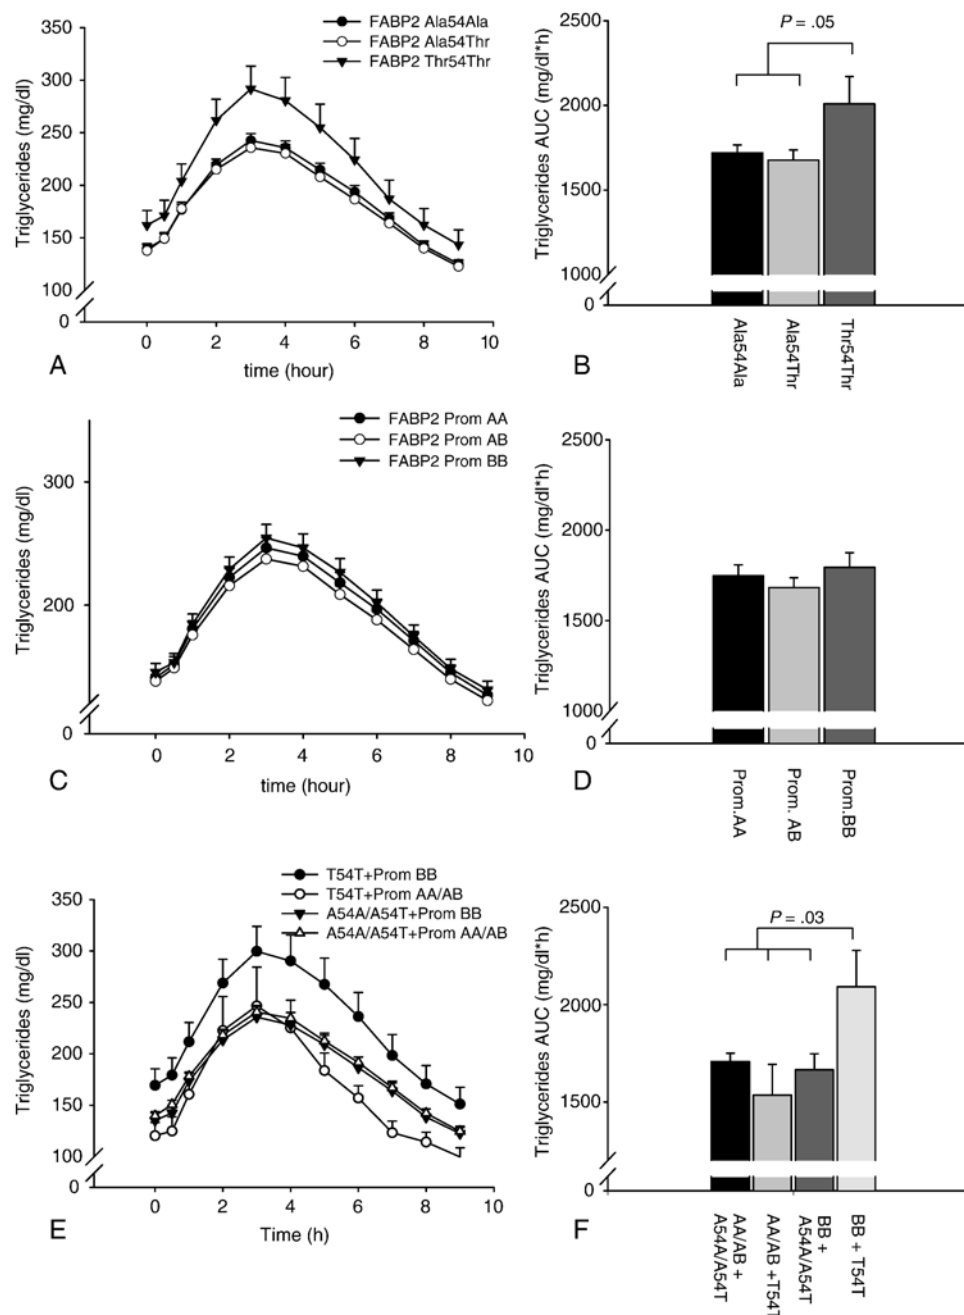 FABP2 Ala54Ala
FABP2 Ala54Thr
FABP2 Thr54Thr
Triglycerides (mg/dl)
350
300
250
200
150
100
0
0 2 4 6 8 10
time (hour)
A
P = .05
Triglycerides AUC (mg/dl*h)
2500
2000
1500
1000
0
Ala54Ala
Ala54Thr
Thr54Thr
B
FABP2 Prom AA
FABP2 Prom AB
FABP2 Prom BB
Triglycerides (mg/dl)
300
200
0
0 2 4 6 8 10
time (hour)
C
Triglycerides AUC (mg/dl*h)
2500
2000
1500
1000
0
Prom.AA
Prom. AB
Prom.BB
D
T54T+Prom BB
T54T+Prom AA/AB
A54A/A54T+Prom BB
A54A/A54T+Prom AA/AB
Triglycerides (mg/dl)
350
300
250
200
150
100
0
0 2 4 6 8 10
Time (h)
E
P = .03
Triglycerides AUC (mg/dl*h)
2500
2000
1500
0
AA/AB +
A54A/A54T
AA/AB +T54T
BB +
A54A/A54T
BB + T54T
F